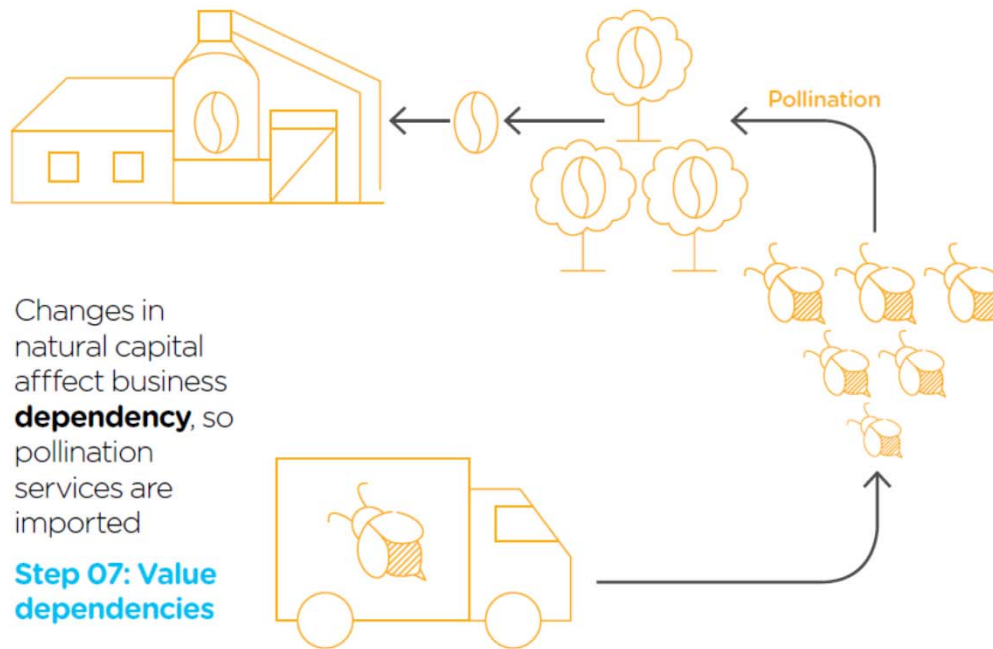 Pollination
Changes in
natural capital
afffect business
dependency, so
pollination
services are
imported
Step 07: Value
dependencies